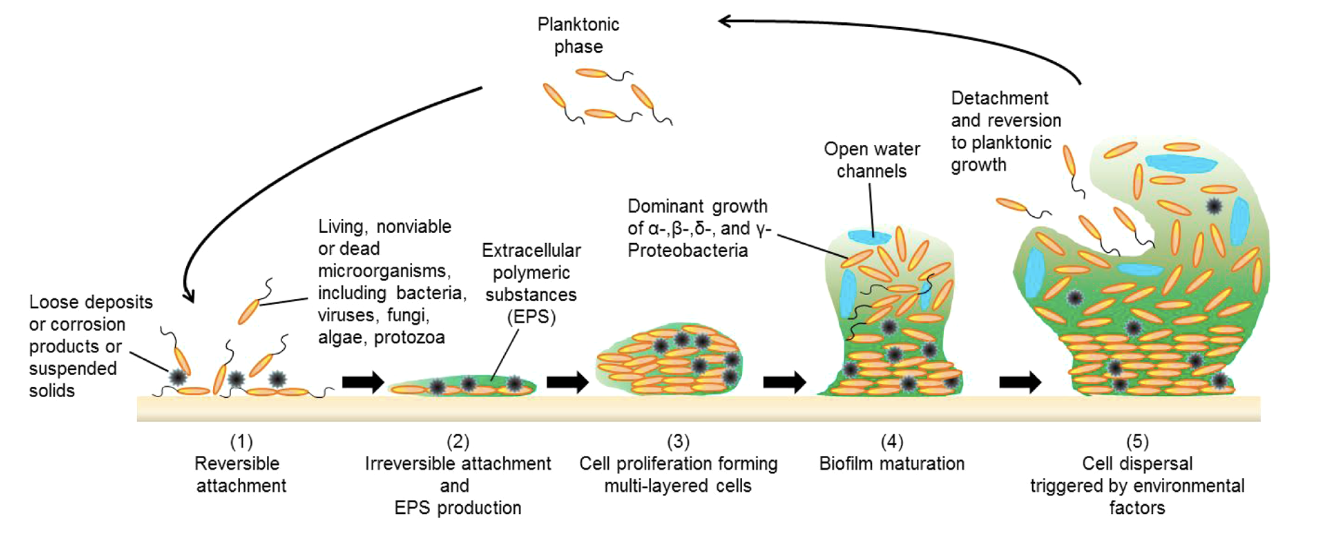 Planktonic
phase
Detachment
and reversion
to planktonic
growth
Open water
channels
Dominant growth
of α-,β-,δ-, and γ-
Proteobacteria
Living, nonviable
or dead
microorganisms,
including bacteria,
viruses, fungi,
algae, protozoa
Extracellular
polymeric
substances
(EPS)
Loose deposits
or corrosion
products or
suspended
solids
(1)
Reversible
attachment
(2)
Irreversible attachment
and
EPS production
(3)
Cell proliferation forming
multi-layered cells
(4)
Biofilm maturation
(5)
Cell dispersal
triggered by environmental
factors